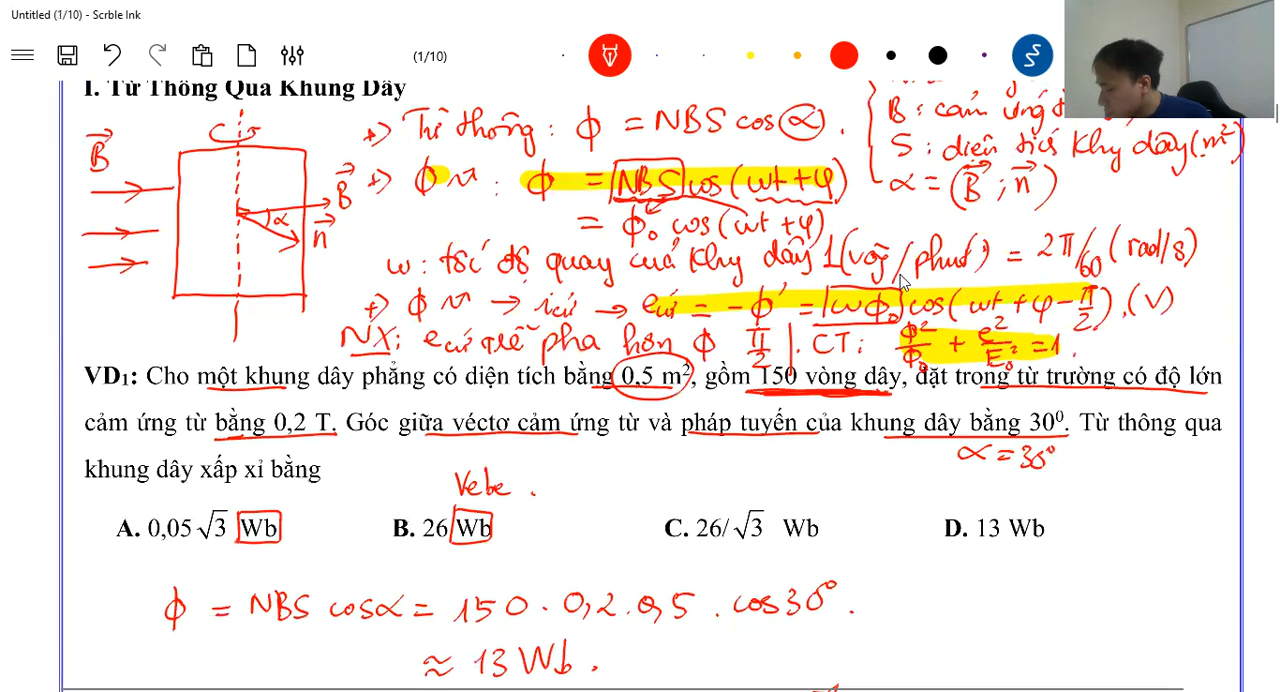 Untitled (1/10) - Scrble Ink
(1/10)
I. Từ Thông Qua Khung Dây
+) Từ thông: ϕ = NBS cos α.
B: cảm ứng
S: diện tích khung dây (m²)
α = (B⃗; n⃗)
B⃗
B⃗
α
n⃗
+) ϕ: ϕ = NBS cos(ωt + φ)
= ϕ₀ cos(ωt + φ)
ω: tốc độ quay của khung dây 1 (vòng/phút) = 2π/60 (rad/s)
+) ϕ → → ecứ = -ϕ' = ωϕ₀ cos(ωt + φ - π/2). (V)
NX: ecứ trễ pha hơn ϕ π/2. CT: ϕ²/ϕ₀² + e²/E₀² = 1.
VD₁: Cho một khung dây phẳng có diện tích bằng 0,5 m², gồm 150 vòng dây, đặt trong từ trường có độ lớn
cảm ứng từ bằng 0,2 T. Góc giữa véctơ cảm ứng từ và pháp tuyến của khung dây bằng 30⁰. Từ thông qua
α = 30°
khung dây xấp xỉ bằng
Vebe.
A. 0,05√3 Wb B. 26 Wb C. 26/√3 Wb D. 13 Wb
ϕ = NBS cosα = 150 . 0,2 . 0,5 . cos30°.
≈ 13 Wb.